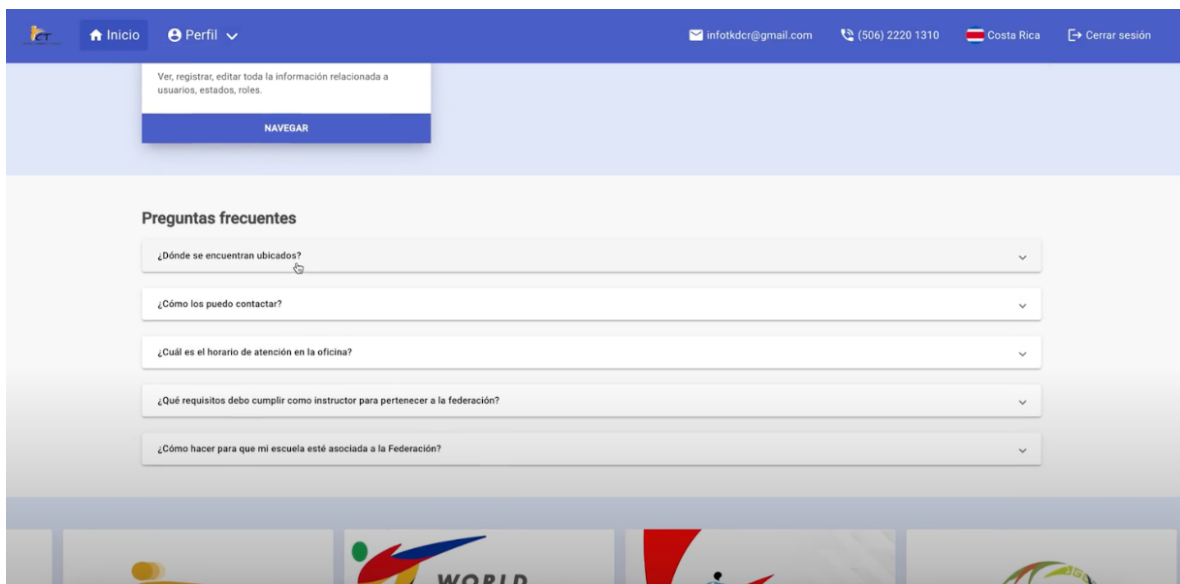 Inicio
Perfil
infotkdcr@gmail.com
(506) 2220 1310
Costa Rica
Cerrar sesión
Ver, registrar, editar toda la información relacionada a
usuarios, estados, roles.
NAVEGAR
Preguntas frecuentes
¿Dónde se encuentran ubicados?
¿Cómo los puedo contactar?
¿Cuál es el horario de atención en la oficina?
¿Qué requisitos debo cumplir como instructor para pertenecer a la federación?
¿Cómo hacer para que mi escuela esté asociada a la Federación?
WORLD